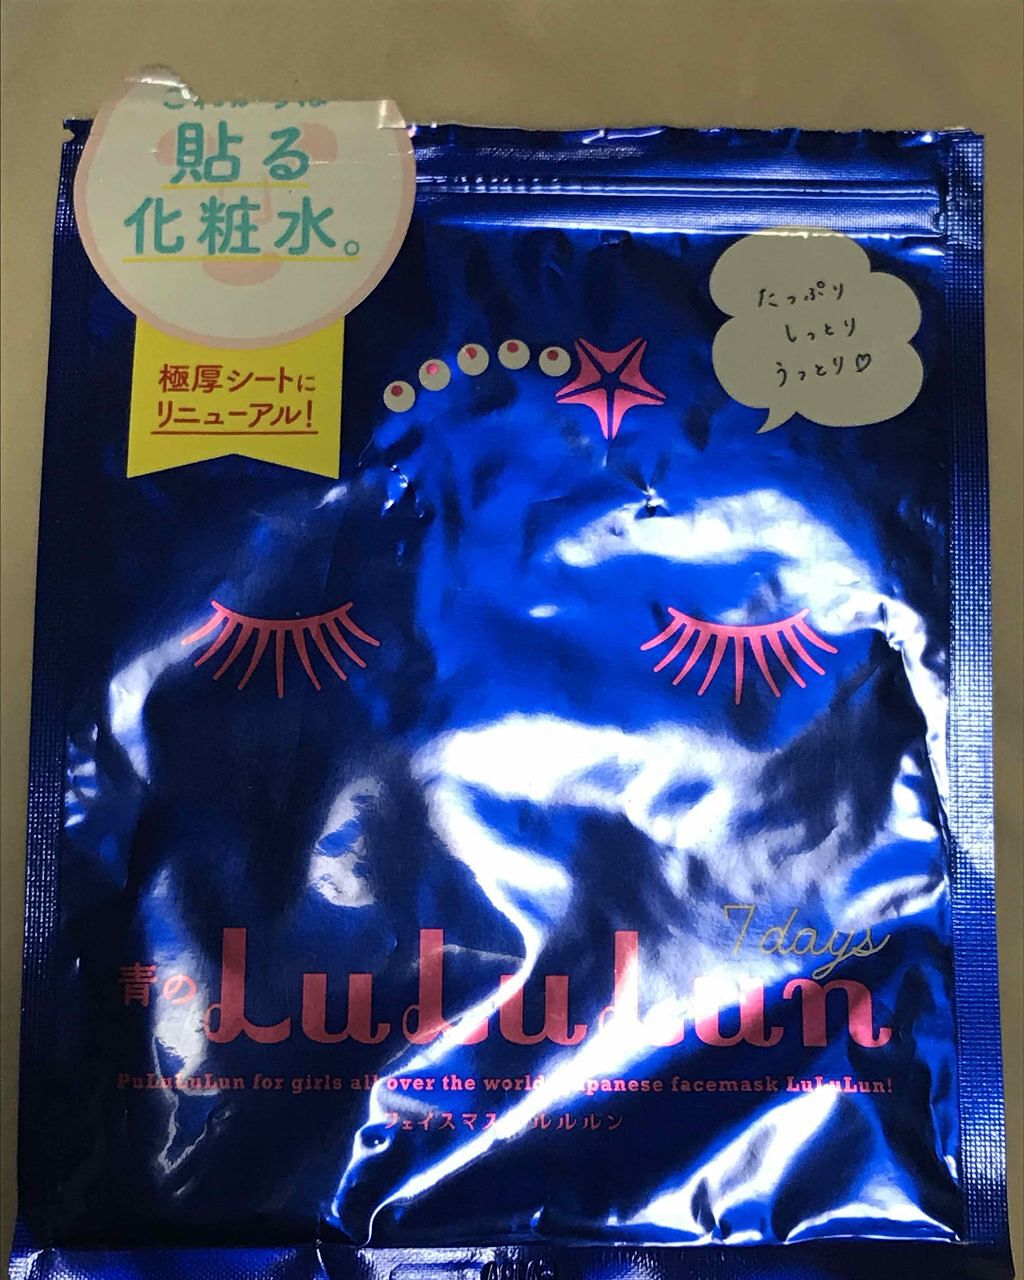 貼る
化粧水。
極厚シートに
リニューアル!
たっぷり
しっとり
うっとり♡
7days
青の LuLuLun
PuLuLuLun for girls all over the world Japanese facemask LuLuLun!
フェイスマスク ルルルン